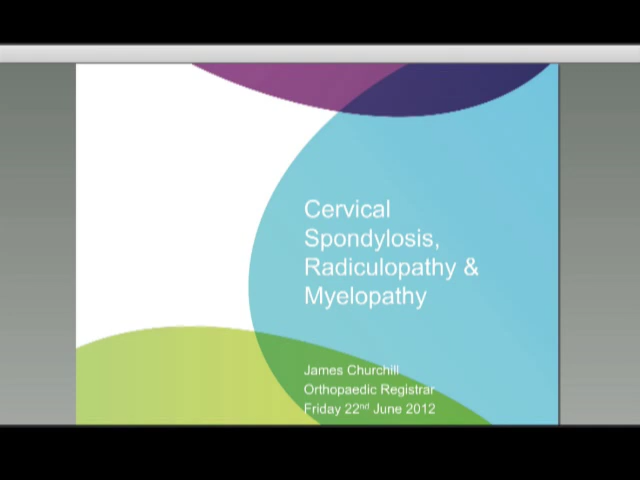 Cervical
Spondylosis,
Radiculopathy &
Myelopathy
James Churchill
Orthopaedic Registrar
Friday 22nd June 2012